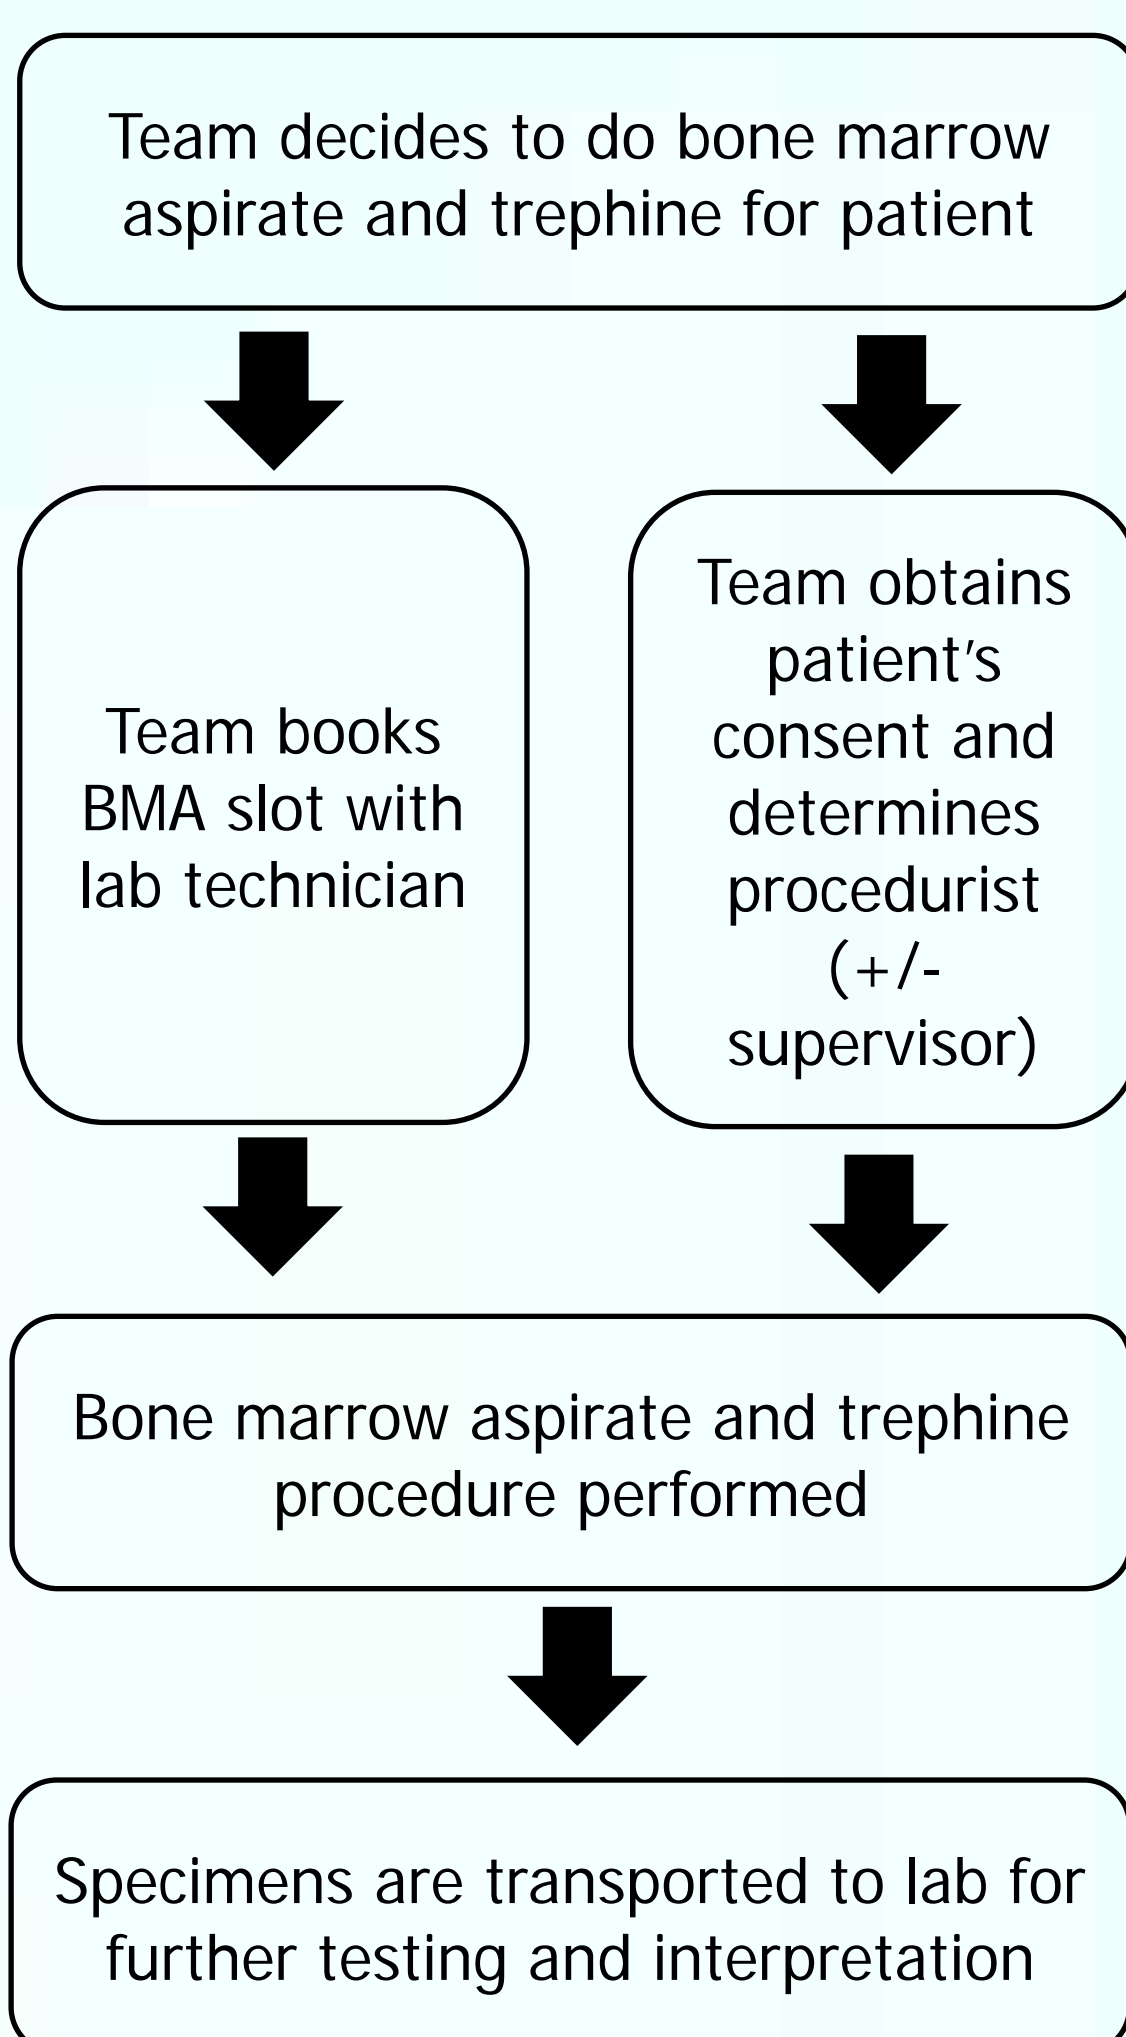 Team decides to do bone marrow
aspirate and trephine for patient
Team books
BMA slot with
lab technician
Team obtains
patient's
consent and
determines
procedurist
(+/-
supervisor)
Bone marrow aspirate and trephine
procedure performed
Specimens are transported to lab for
further testing and interpretation